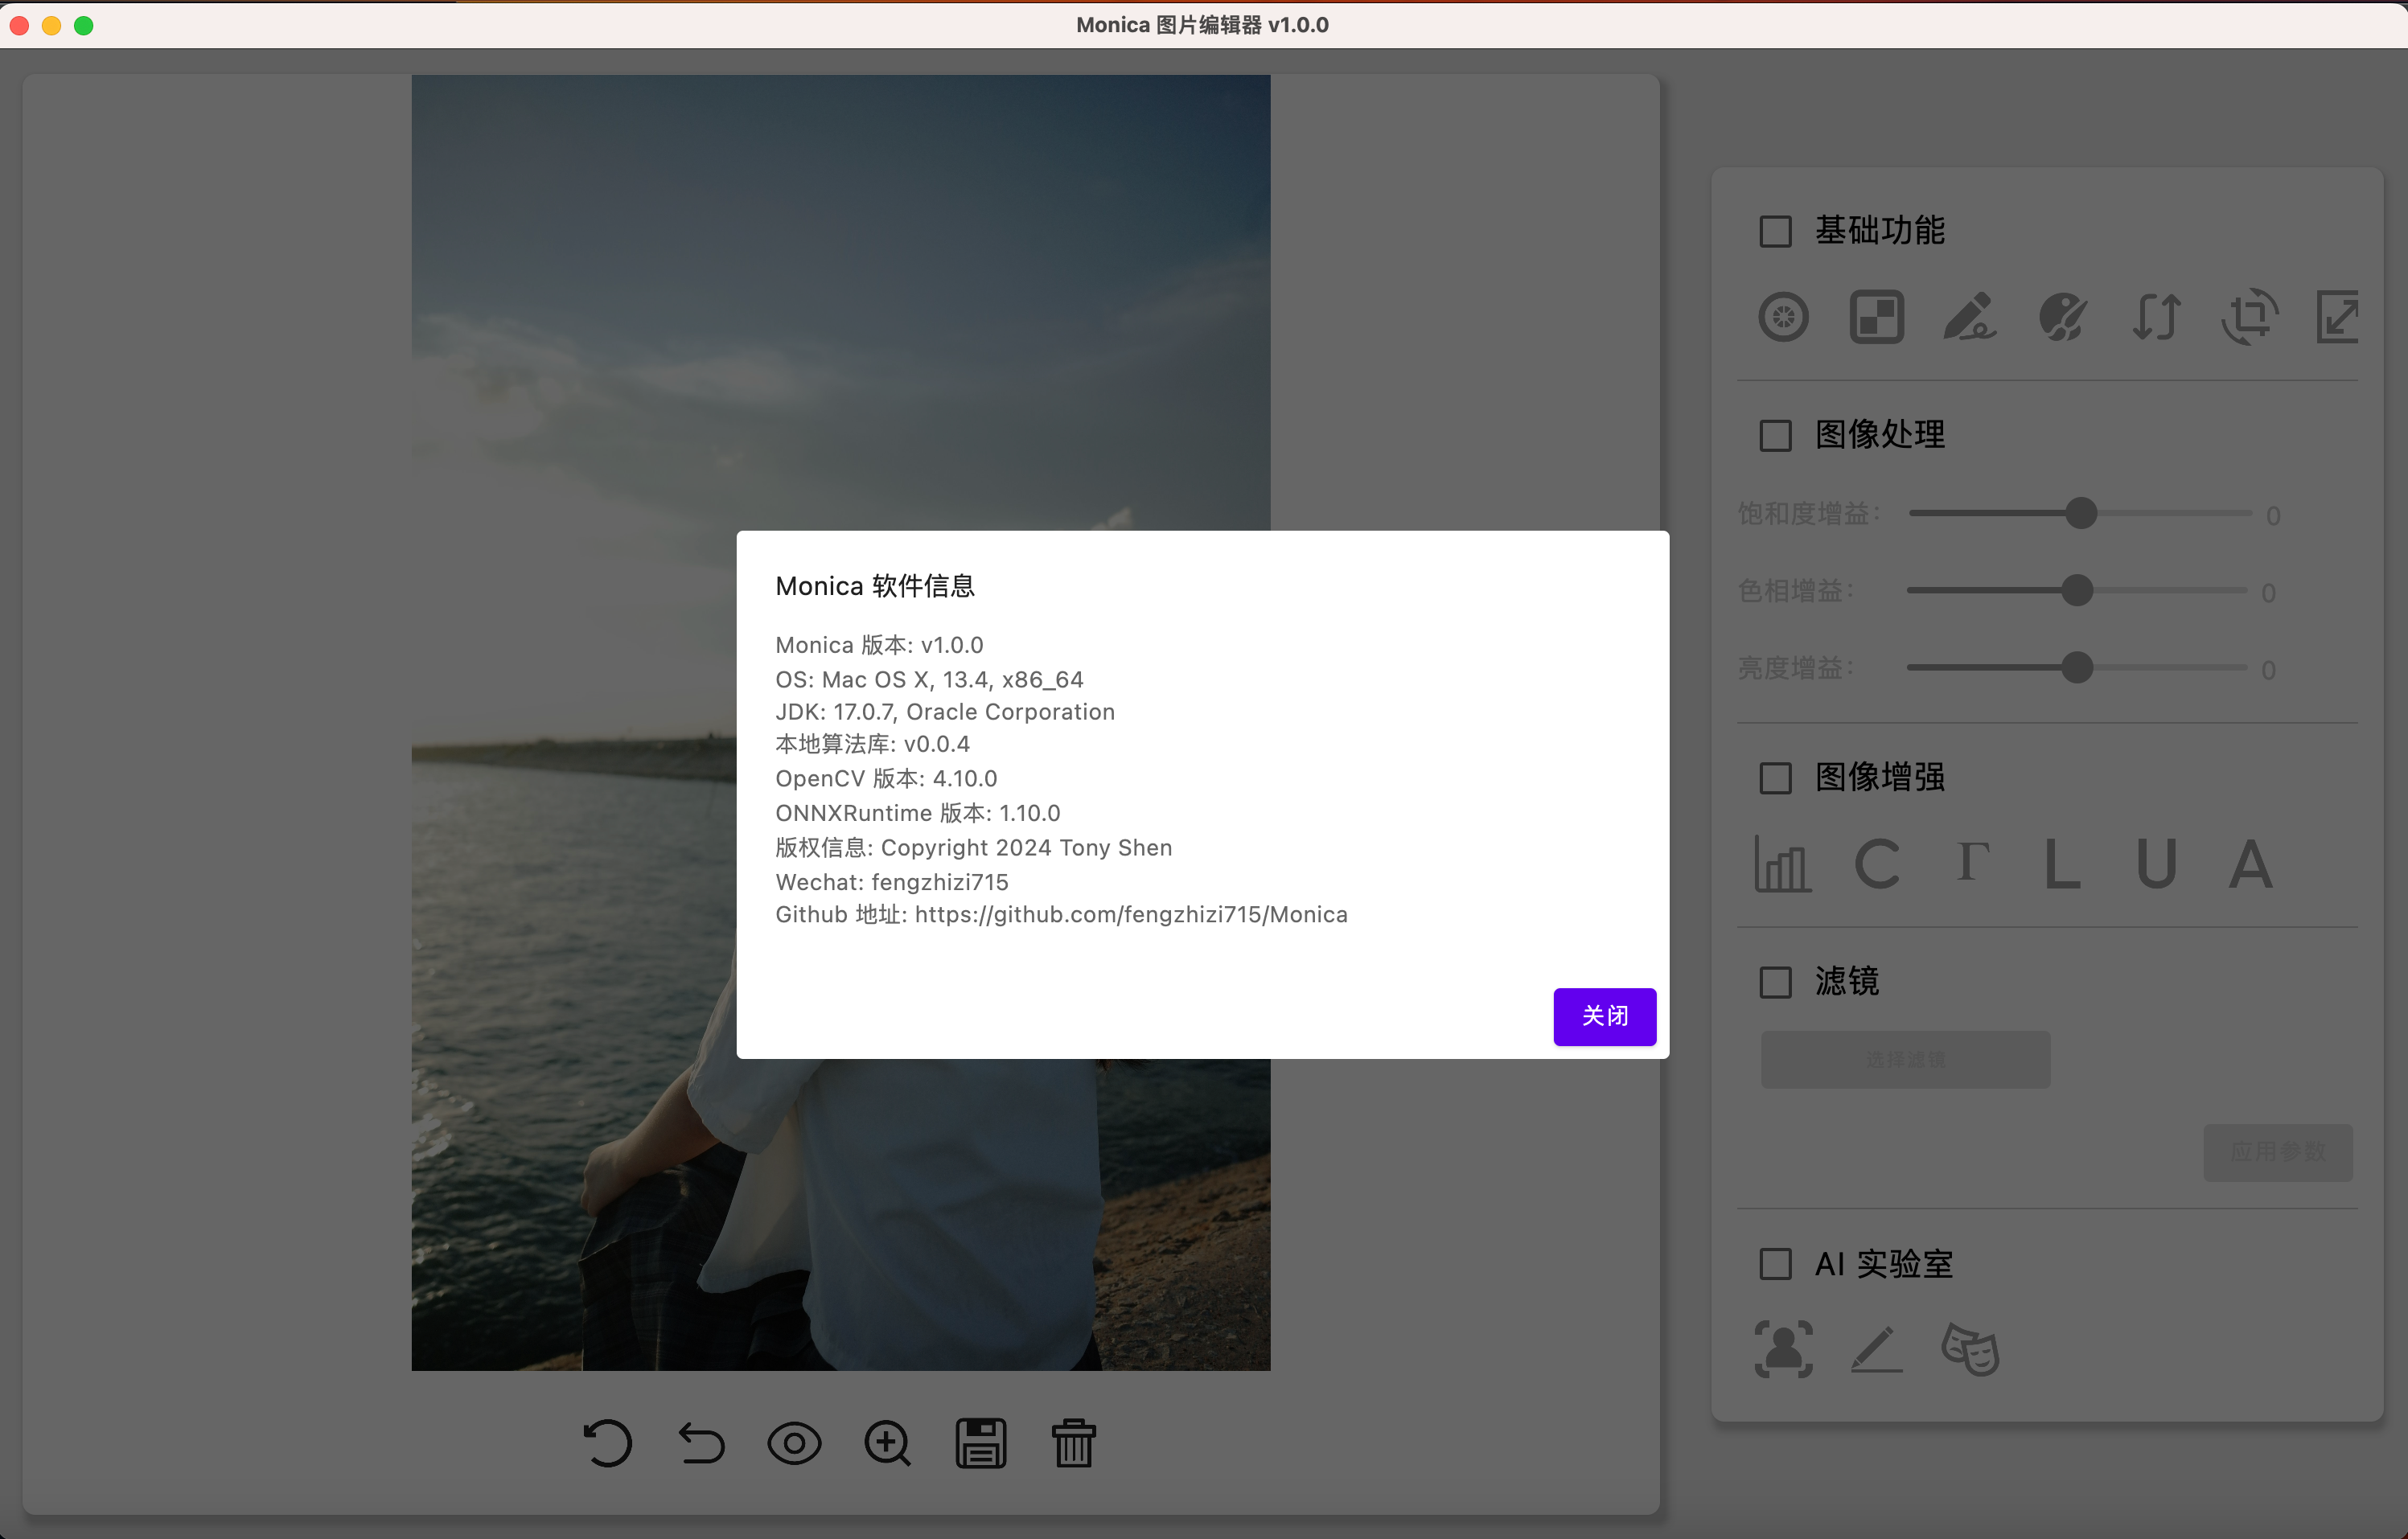 Monica 图片编辑器 v1.0.0
基础功能
图像处理
饱和度增益: 0
色相增益: 0
亮度增益: 0
图像增强
C Γ L U A
滤镜
选择滤镜
应用参数
AI 实验室
Monica 软件信息
Monica 版本: v1.0.0
OS: Mac OS X, 13.4, x86_64
JDK: 17.0.7, Oracle Corporation
本地算法库: v0.0.4
OpenCV 版本: 4.10.0
ONNXRuntime 版本: 1.10.0
版权信息: Copyright 2024 Tony Shen
Wechat: fengzhizi715
Github 地址: https://github.com/fengzhizi715/Monica
关闭